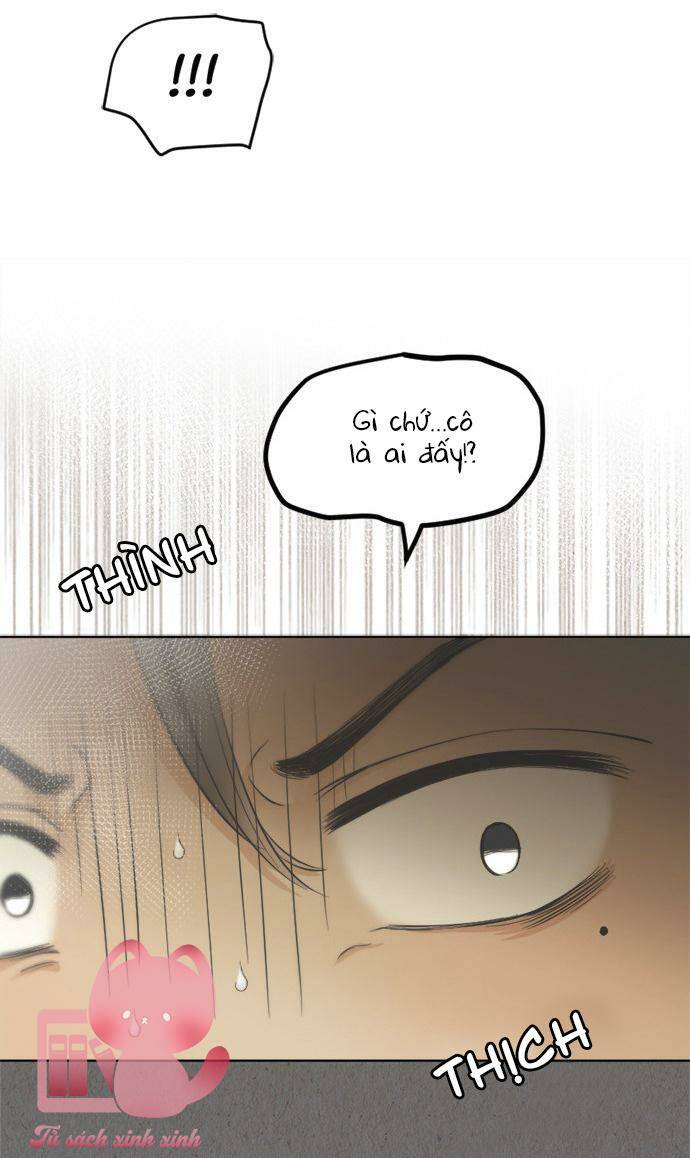 !!!
Gì chứ...cô
là ai đấy!?
THÌNH
THỊCH
Tủ sách xinh xinh